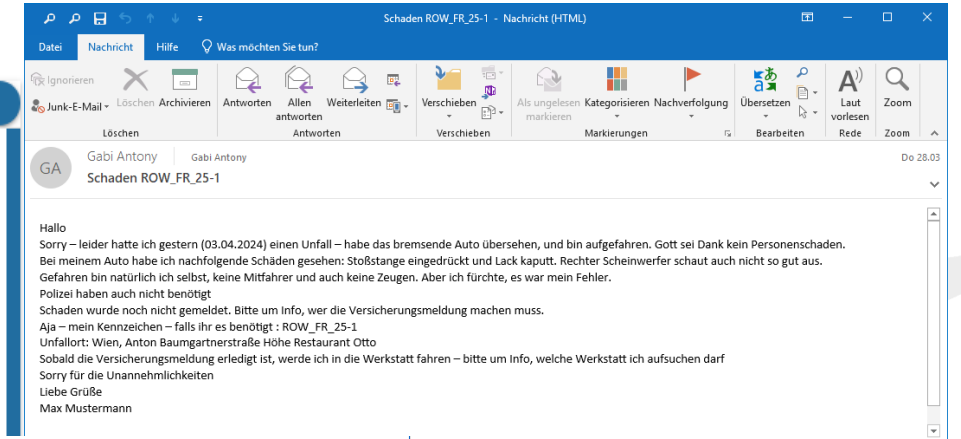 Schaden ROW_FR_25-1 - Nachricht (HTML)
Datei Nachricht Hilfe Was möchten Sie tun?
Ignorieren
Junk-E-Mail
Löschen
Archivieren
Antworten
Allen antworten
Weiterleiten
Verschieben
Als ungelesen markieren
Kategorisieren
Nachverfolgung
Übersetzen
Laut vorlesen
Zoom
Löschen Antworten Verschieben Markierungen Bearbeiten Rede Zoom
GA
Gabi Antony Gabi Antony Do 28.03
Schaden ROW_FR_25-1
Hallo
Sorry – leider hatte ich gestern (03.04.2024) einen Unfall – habe das bremsende Auto übersehen, und bin aufgefahren. Gott sei Dank kein Personenschaden.
Bei meinem Auto habe ich nachfolgende Schäden gesehen: Stoßstange eingedrückt und Lack kaputt. Rechter Scheinwerfer schaut auch nicht so gut aus.
Gefahren bin natürlich ich selbst, keine Mitfahrer und auch keine Zeugen. Aber ich fürchte, es war mein Fehler.
Polizei haben auch nicht benötigt
Schaden wurde noch nicht gemeldet. Bitte um Info, wer die Versicherungsmeldung machen muss.
Aja – mein Kennzeichen – falls ihr es benötigt : ROW_FR_25-1
Unfallort: Wien, Anton Baumgartnerstraße Höhe Restaurant Otto
Sobald die Versicherungsmeldung erledigt ist, werde ich in die Werkstatt fahren – bitte um Info, welche Werkstatt ich aufsuchen darf
Sorry für die Unannehmlichkeiten
Liebe Grüße
Max Mustermann